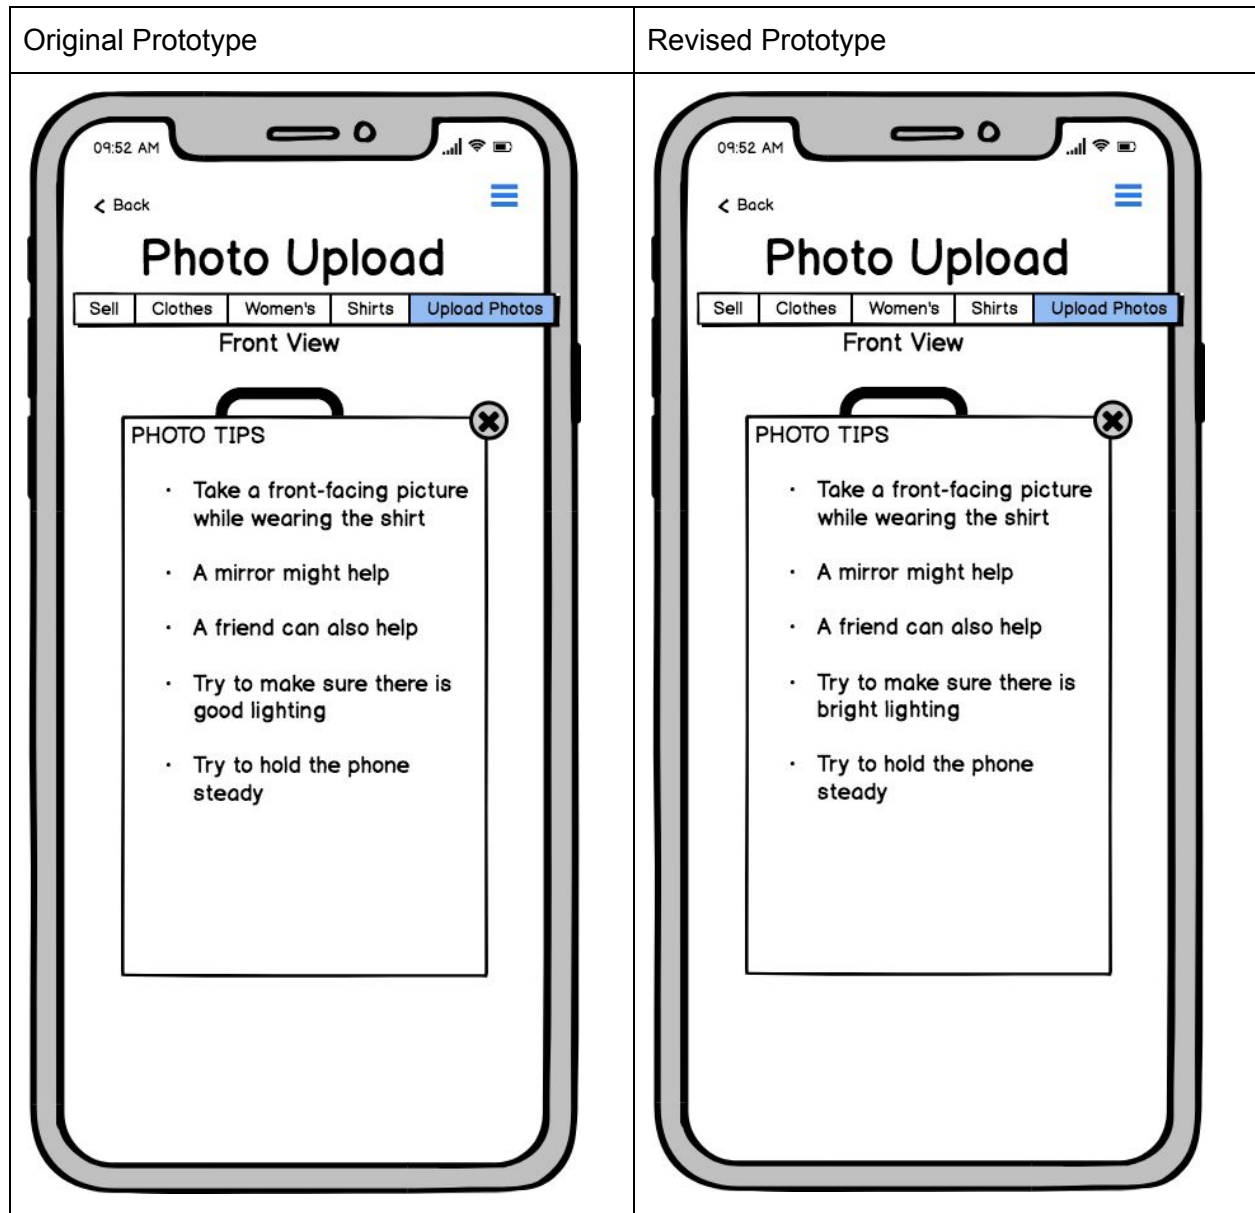 Original Prototype
Revised Prototype
09:52 AM
< Back
Photo Upload
Sell Clothes Women's Shirts Upload Photos
Front View
PHOTO TIPS
· Take a front-facing picture
while wearing the shirt
· A mirror might help
· A friend can also help
· Try to make sure there is
good lighting
· Try to hold the phone
steady
09:52 AM
< Back
Photo Upload
Sell Clothes Women's Shirts Upload Photos
Front View
PHOTO TIPS
· Take a front-facing picture
while wearing the shirt
· A mirror might help
· A friend can also help
· Try to make sure there is
bright lighting
· Try to hold the phone
steady